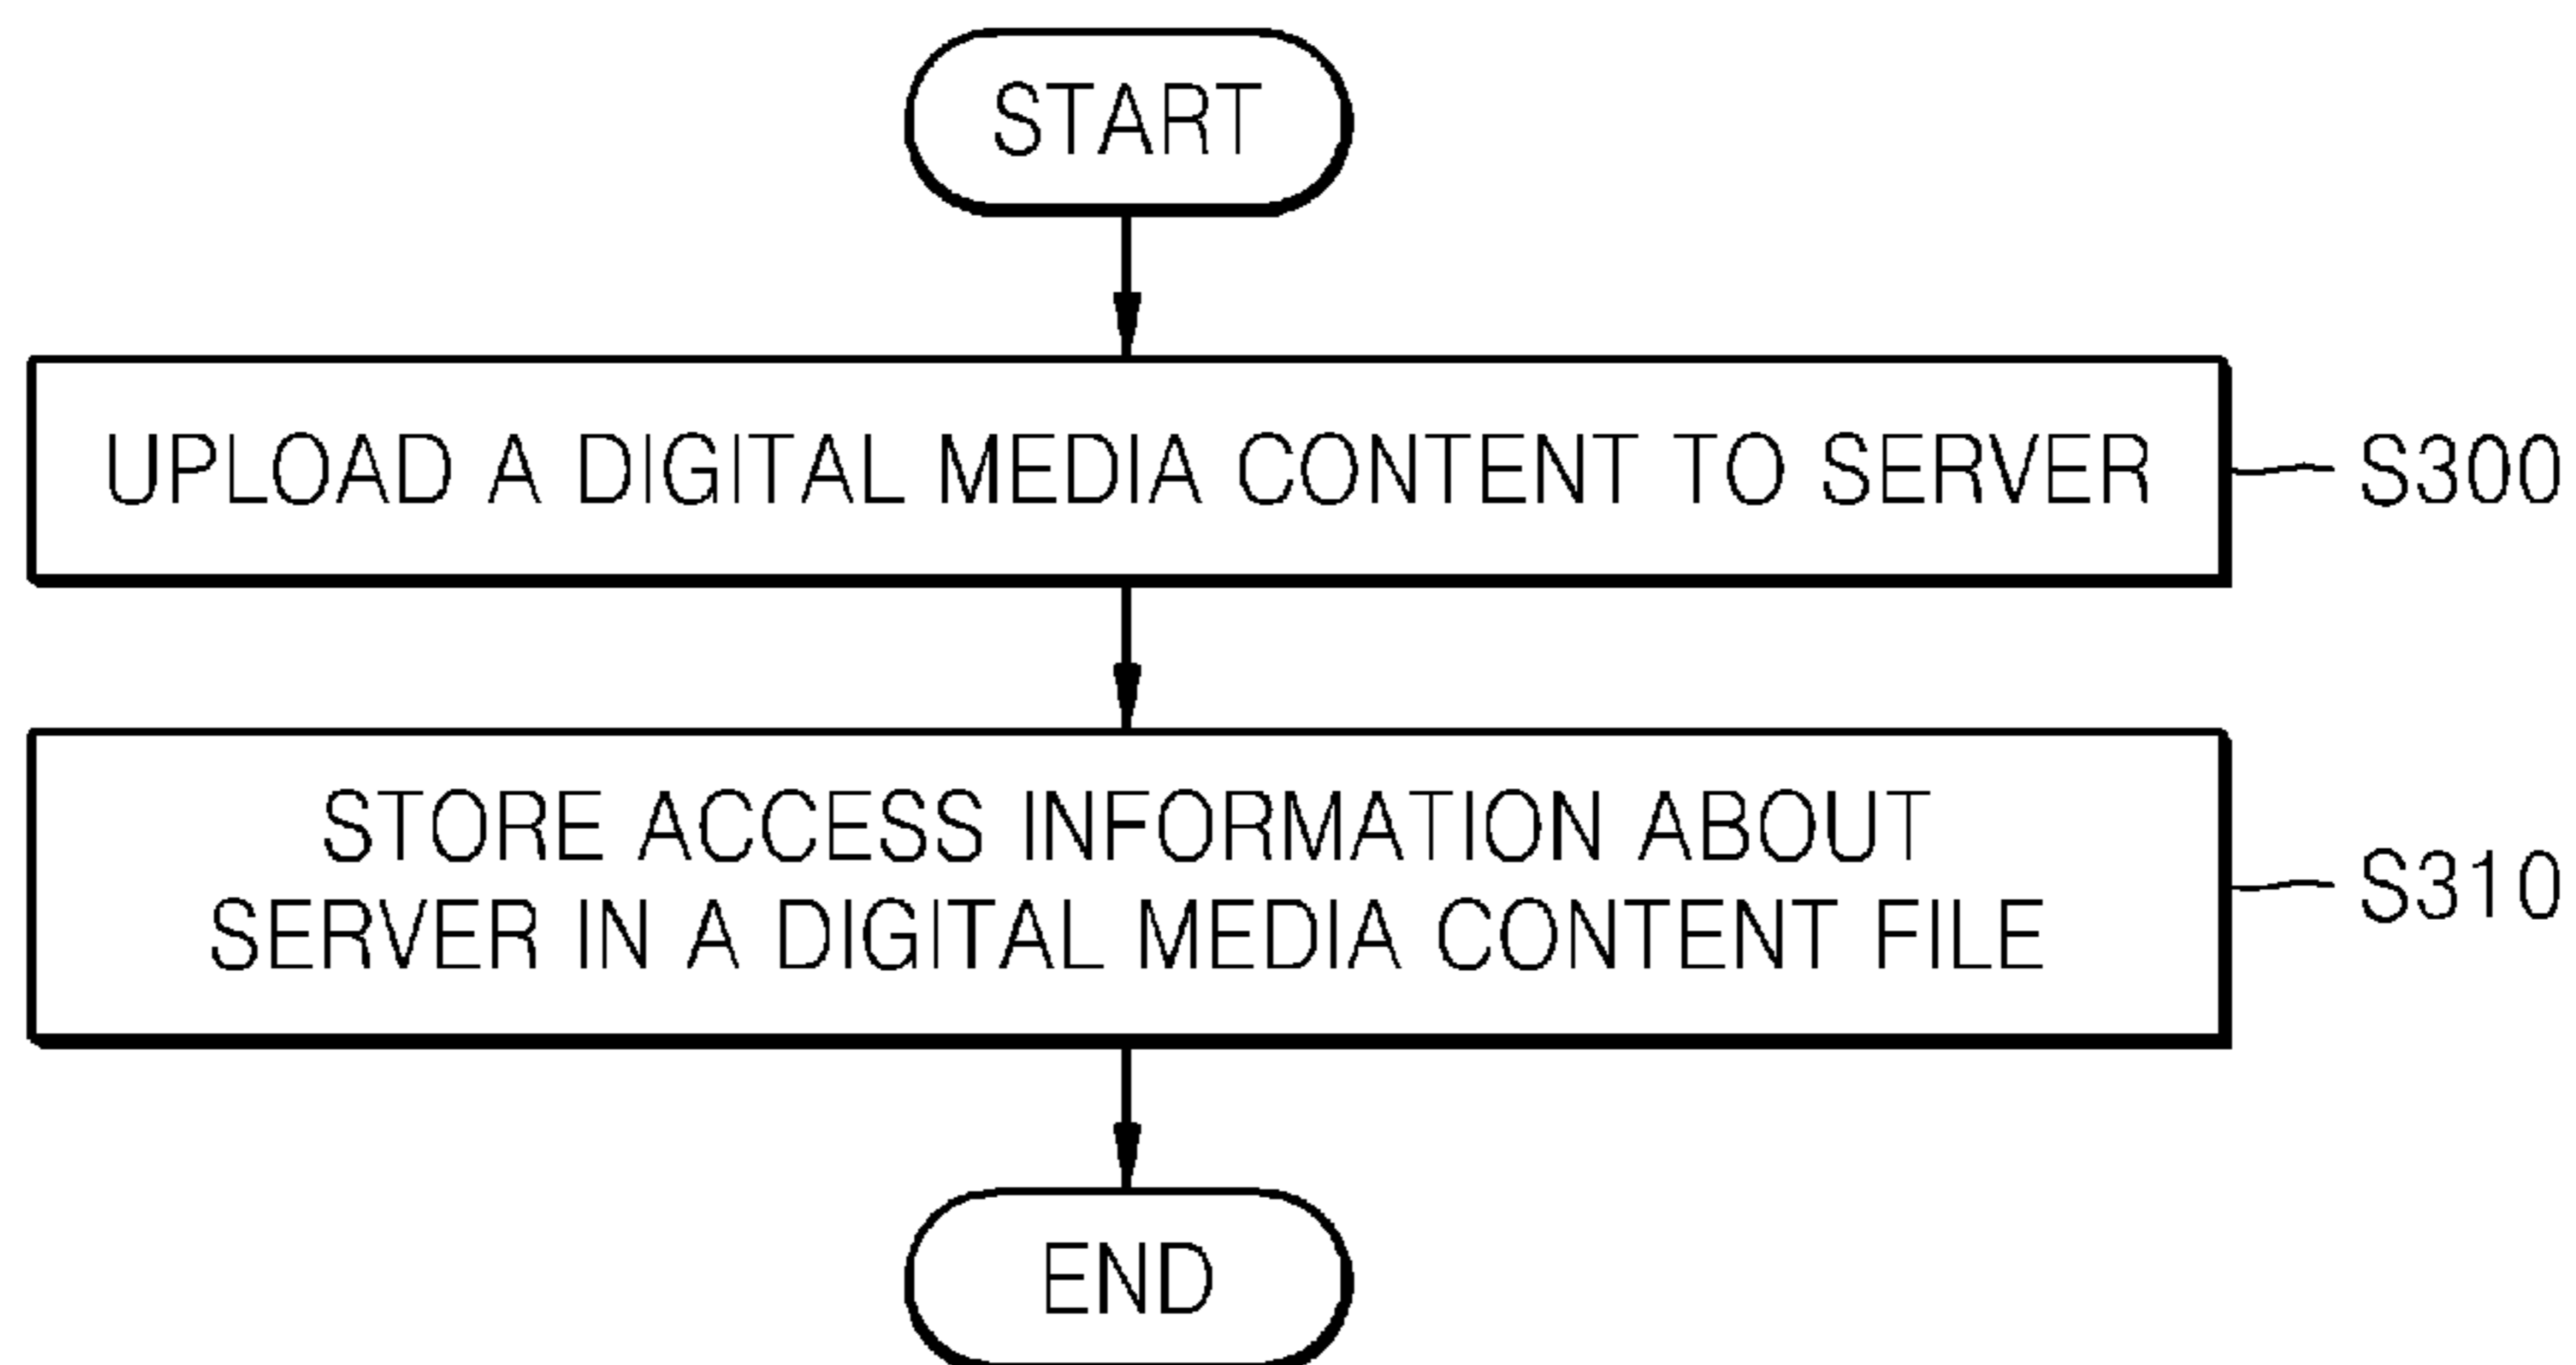 START
UPLOAD A DIGITAL MEDIA CONTENT TO SERVER
S300
STORE ACCESS INFORMATION ABOUT
SERVER IN A DIGITAL MEDIA CONTENT FILE
S310
END